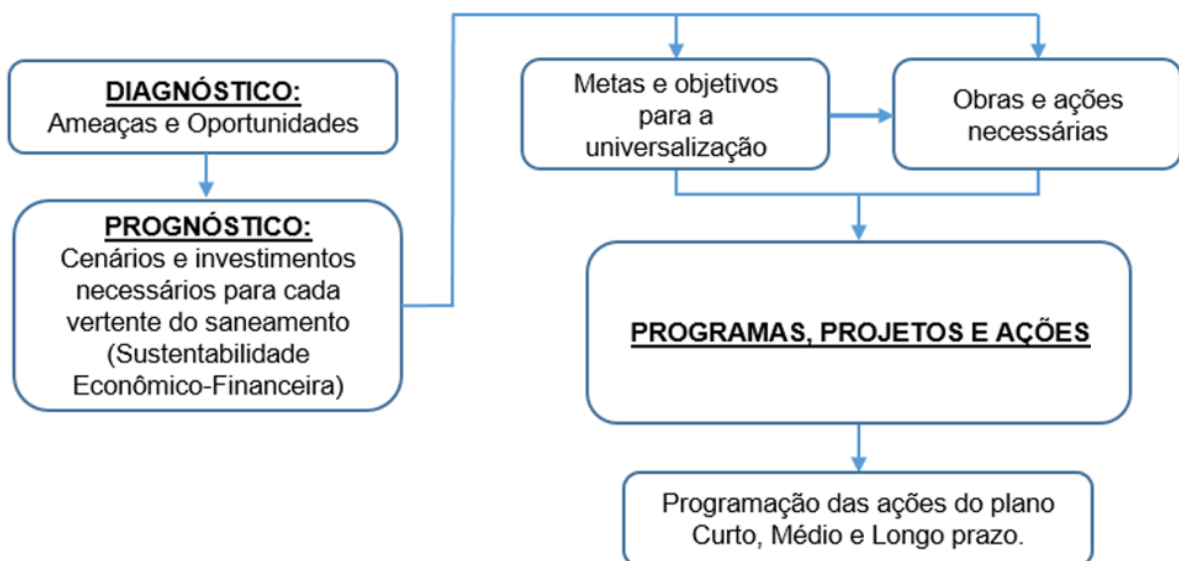 DIAGNÓSTICO:
Ameaças e Oportunidades
PROGNÓSTICO:
Cenários e investimentos
necessários para cada
vertente do saneamento
(Sustentabilidade
Econômico-Financeira)
Metas e objetivos
para a
universalização
Obras e ações
necessárias
PROGRAMAS, PROJETOS E AÇÕES
Programação das ações do plano
Curto, Médio e Longo prazo.